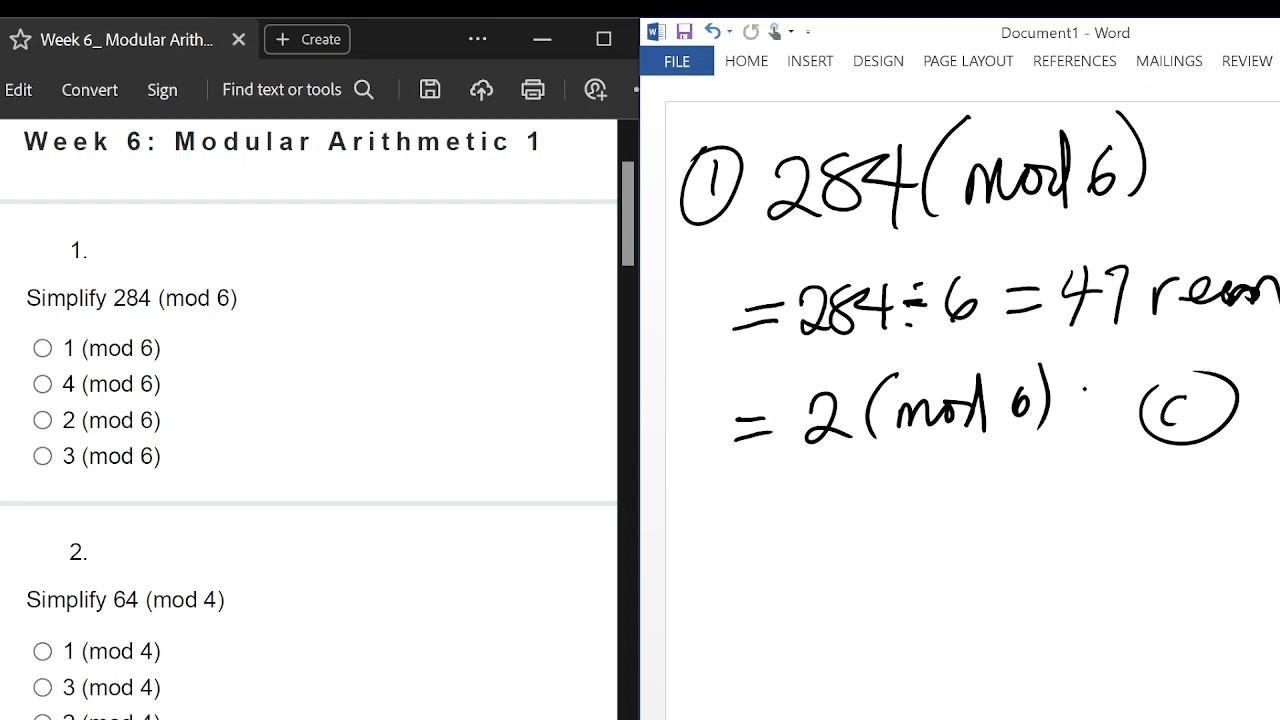 Week 6_ Modular Arith...
Create
Edit Convert Sign Find text or tools
Week 6: Modular Arithmetic 1
1.
Simplify 284 (mod 6)
1 (mod 6)
4 (mod 6)
2 (mod 6)
3 (mod 6)
2.
Simplify 64 (mod 4)
1 (mod 4)
3 (mod 4)
Document1 - Word
FILE HOME INSERT DESIGN PAGE LAYOUT REFERENCES MAILINGS REVIEW
① 284 (mod 6)
= 284 ÷ 6 = 47
= 2 (mod 6) · Ⓒ